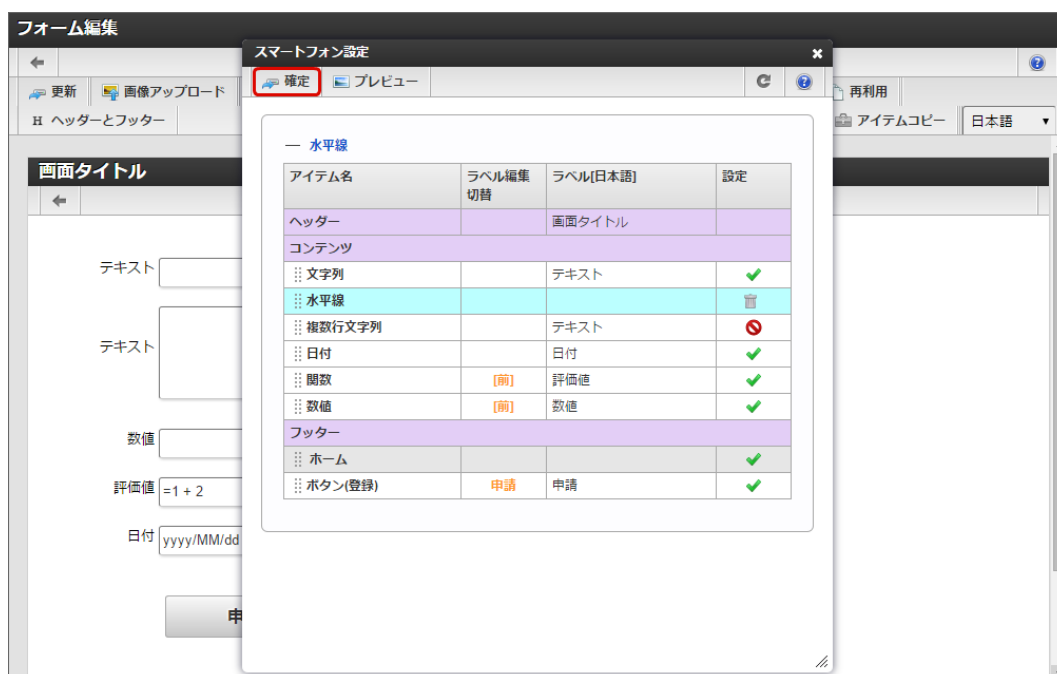 フォーム編集
スマートフォン設定
確定 プレビュー
更新 画像アップロード 再利用
H ヘッダーとフッター アイテムコピー 日本語
水平線
画面タイトル
アイテム名 ラベル編集切替 ラベル[日本語] 設定
ヘッダー 画面タイトル
コンテンツ
文字列 テキスト
水平線
複数行文字列 テキスト
日付 日付
関数 [前] 評価値
数値 [前] 数値
フッター
ホーム
ボタン(登録) 申請 申請
テキスト
テキスト
数値
評価値 =1 + 2
日付 yyyy/MM/dd
申